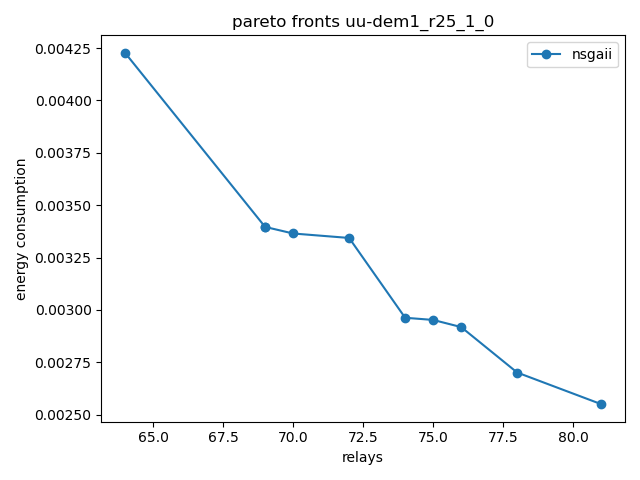 pareto fronts uu-dem1_r25_1_0
nsgaii
energy consumption
0.00425
0.00400
0.00375
0.00350
0.00325
0.00300
0.00275
0.00250
65.0 67.5 70.0 72.5 75.0 77.5 80.0
relays